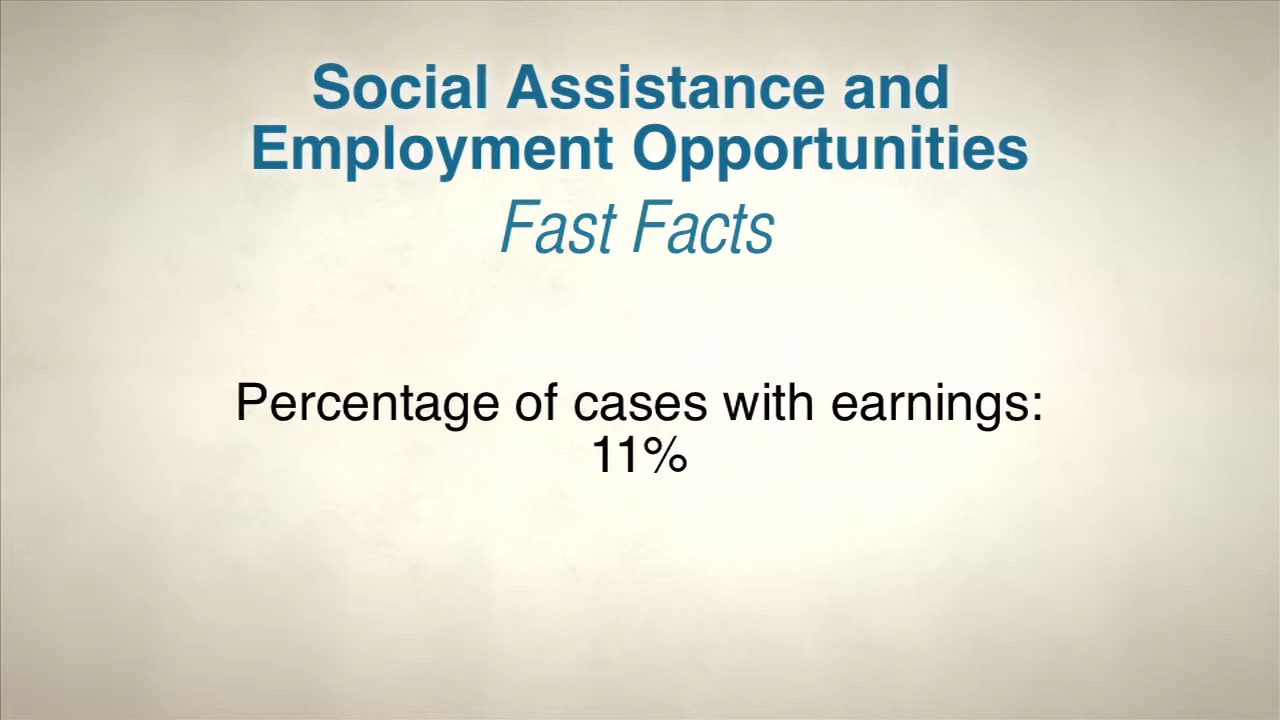 Social Assistance and
Employment Opportunities
Fast Facts
Percentage of cases with earnings:
11%